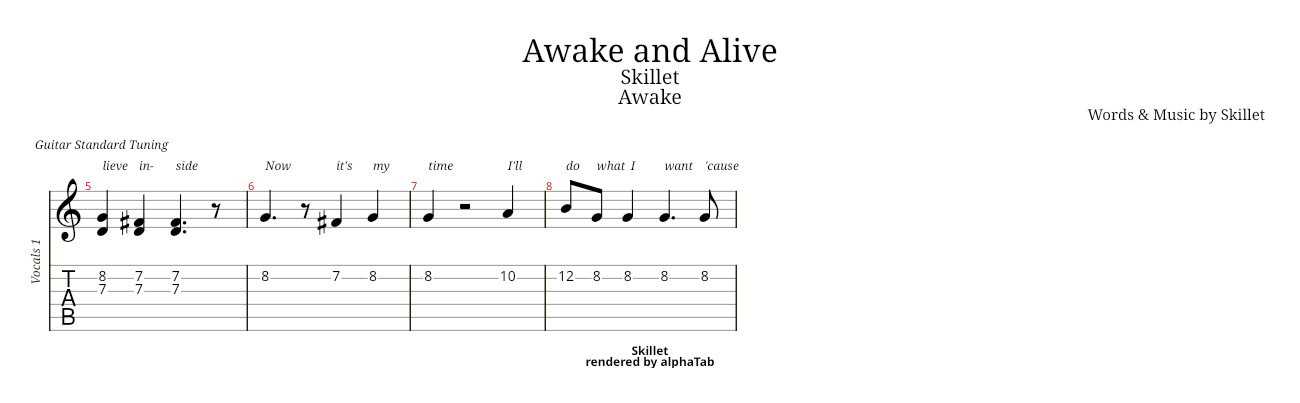 Awake and Alive
Skillet
Awake
Words & Music by Skillet
Guitar Standard Tuning
lieve in- side Now it's my time I'll do what I want 'cause
5 6 7 8
Vocals 1
T 8 7 7 8 7 8 8 10 12 8 8 8 8
A 7 7 7
B
Skillet
rendered by alphaTab